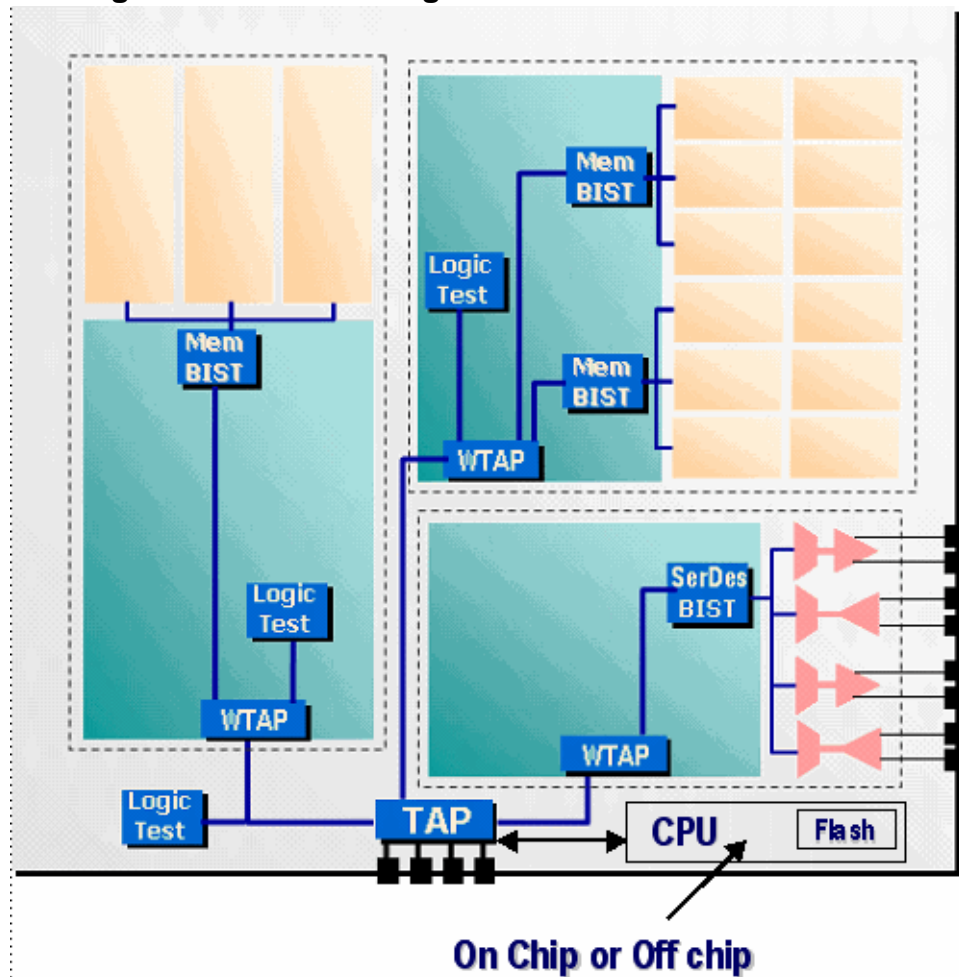 Mem
BIST
Logic
Test
Mem
BIST
Mem
BIST
WTAP
Logic
Test
SerDes
BIST
WTAP
WTAP
Logic
Test
TAP
CPU
Flash
On Chip or Off chip